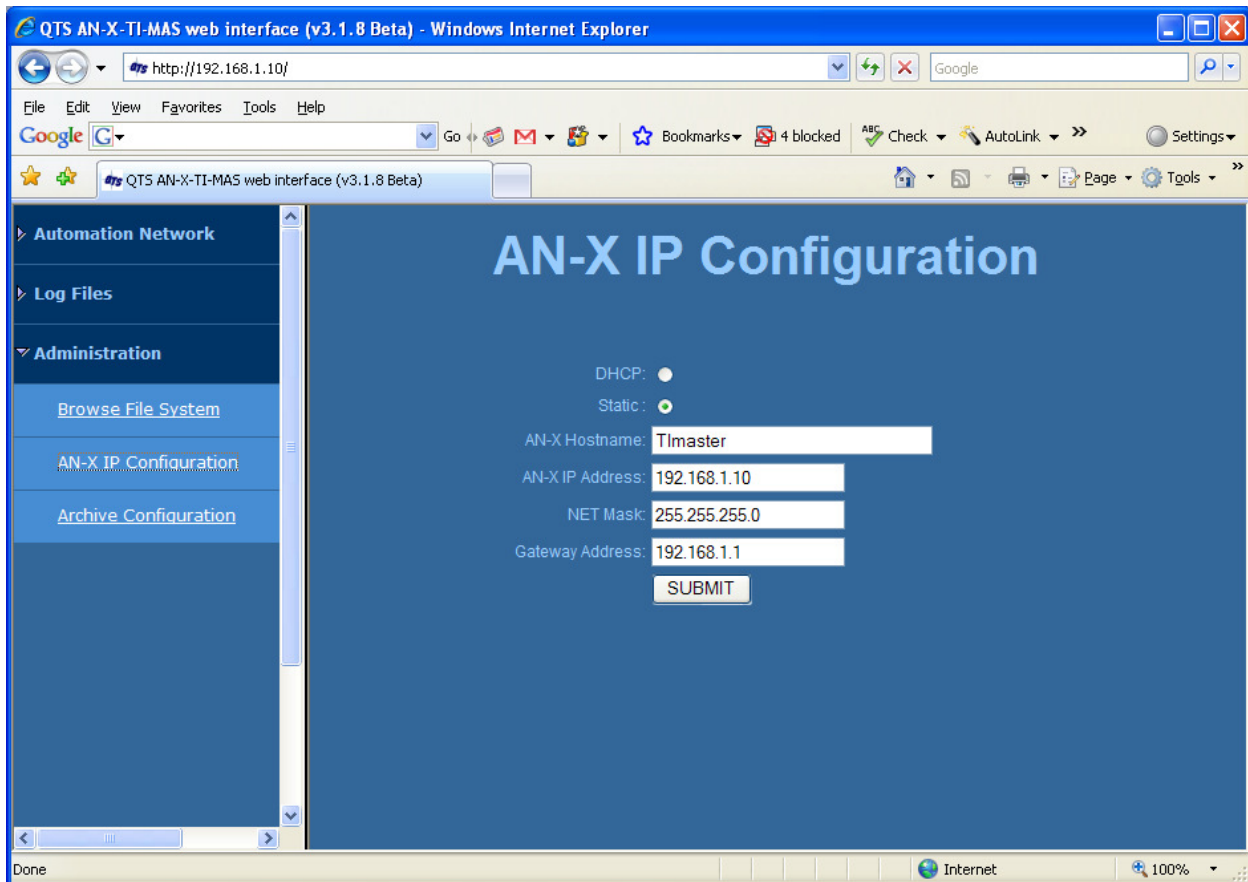 QTS AN-X-TI-MAS web interface (v3.1.8 Beta) - Windows Internet Explorer
QTS http://192.168.1.10/
Google
File Edit View Favorites Tools Help
Google G Go Bookmarks 4 blocked ABC Check AutoLink >> Settings
QTS QTS AN-X-TI-MAS web interface (v3.1.8 Beta) Page Tools >>
Automation Network
Log Files
Administration
Browse File System
AN-X IP Configuration
Archive Configuration
AN-X IP Configuration
DHCP:
Static:
AN-X Hostname: TImaster
AN-X IP Address: 192.168.1.10
NET Mask: 255.255.255.0
Gateway Address: 192.168.1.1
SUBMIT
Done Internet 100%